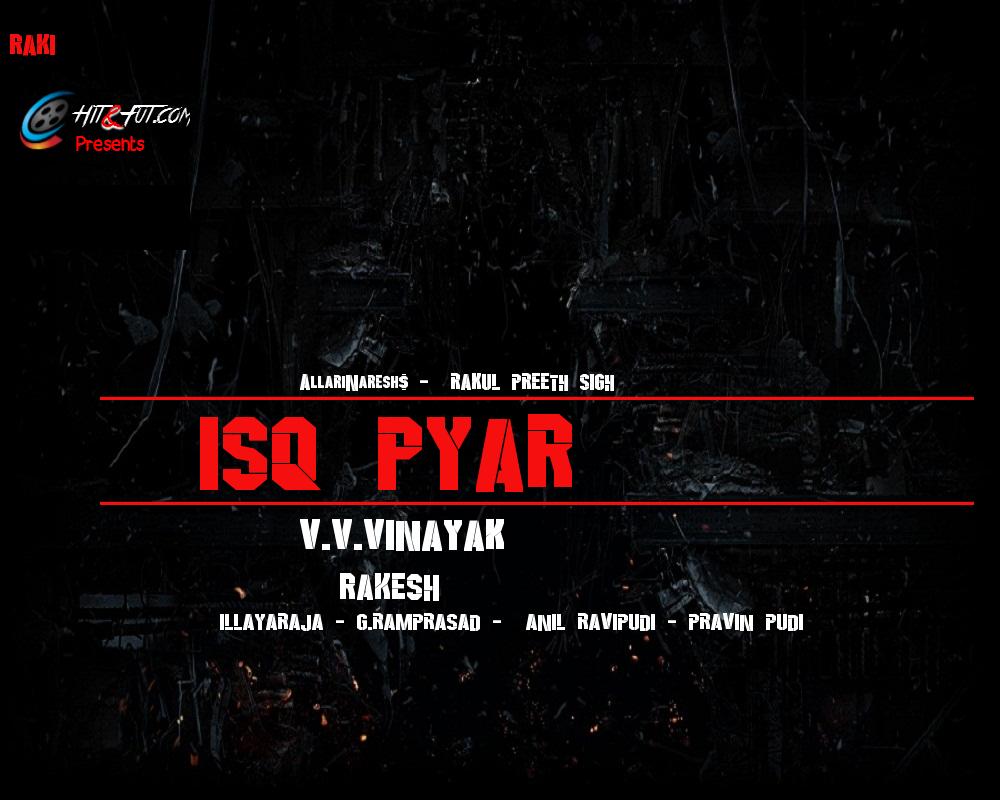 RAKI
HIT&FUT.COM
Presents
ALLARINARESH$ - RAKUL PREETH SIGH
ISQ PYAR
V.V.VINAYAK
RAKESH
ILLAYARAJA - G.RAMPRASAD - ANIL RAVIPUDI - PRAVIN PUDI